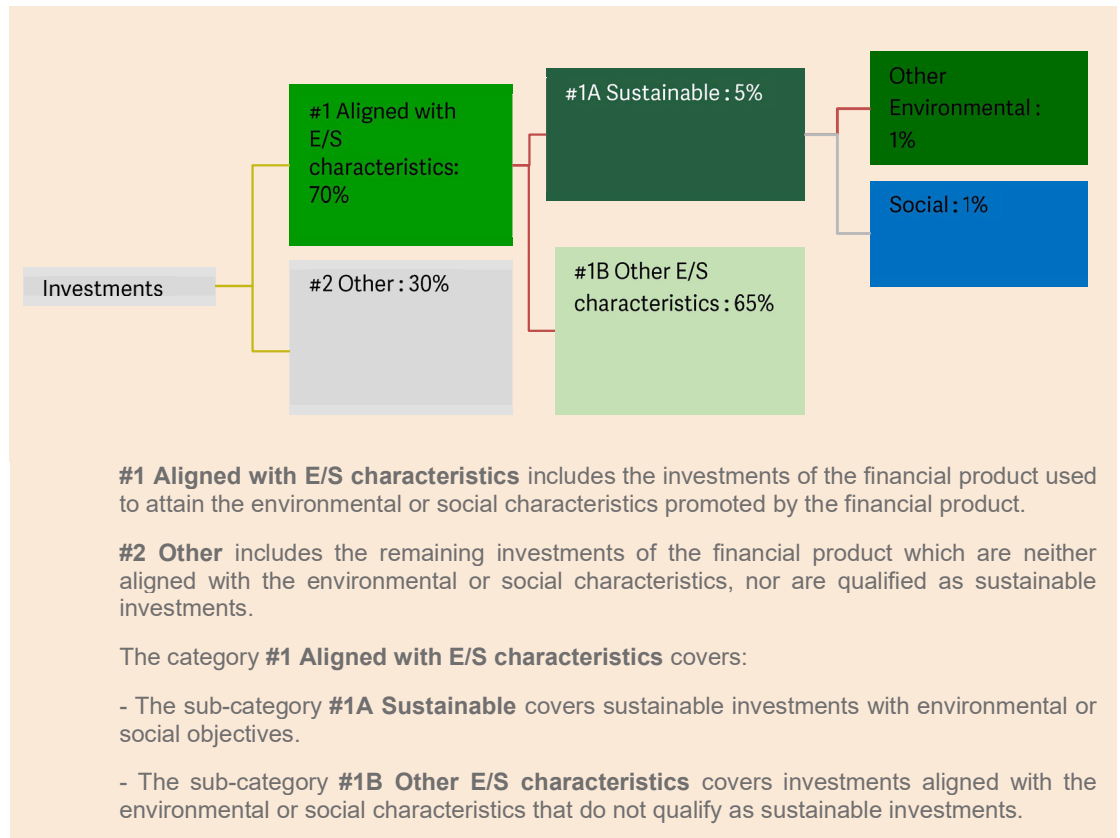 Investments
#1 Aligned with
E/S
characteristics:
70%
#2 Other : 30%
#1A Sustainable : 5%
#1B Other E/S
characteristics : 65%
Other
Environmental :
1%
Social : 1%
#1 Aligned with E/S characteristics includes the investments of the financial product used
to attain the environmental or social characteristics promoted by the financial product.
#2 Other includes the remaining investments of the financial product which are neither
aligned with the environmental or social characteristics, nor are qualified as sustainable
investments.
The category #1 Aligned with E/S characteristics covers:
- The sub-category #1A Sustainable covers sustainable investments with environmental or
social objectives.
- The sub-category #1B Other E/S characteristics covers investments aligned with the
environmental or social characteristics that do not qualify as sustainable investments.